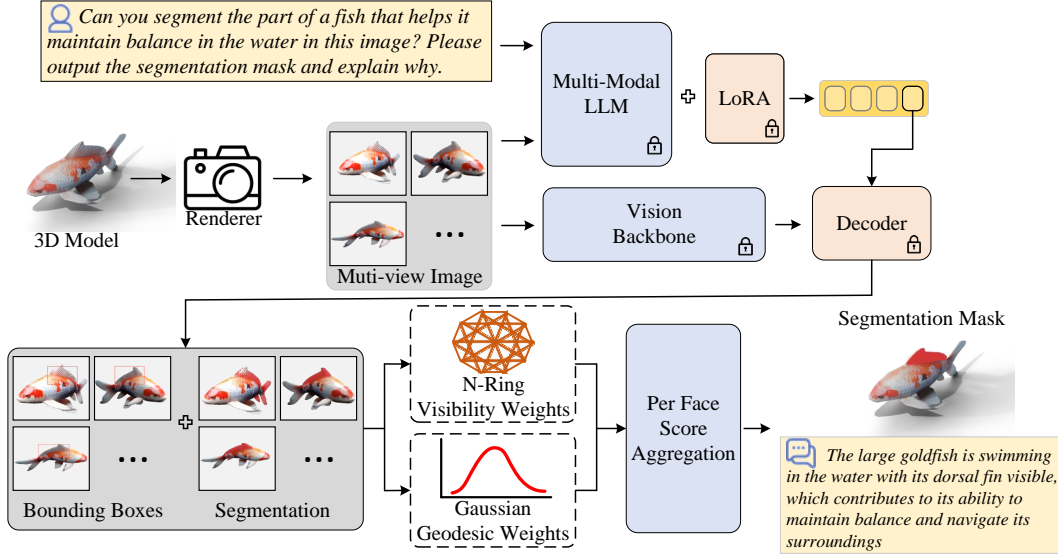 Can you segment the part of a fish that helps it
maintain balance in the water in this image? Please
output the segmentation mask and explain why.
Multi-Modal
LLM
LoRA
3D Model
Renderer
Muti-view Image
Vision
Backbone
Decoder
Bounding Boxes
Segmentation
N-Ring
Visibility Weights
Gaussian
Geodesic Weights
Per Face
Score
Aggregation
Segmentation Mask
The large goldfish is swimming
in the water with its dorsal fin visible,
which contributes to its ability to
maintain balance and navigate its
surroundings